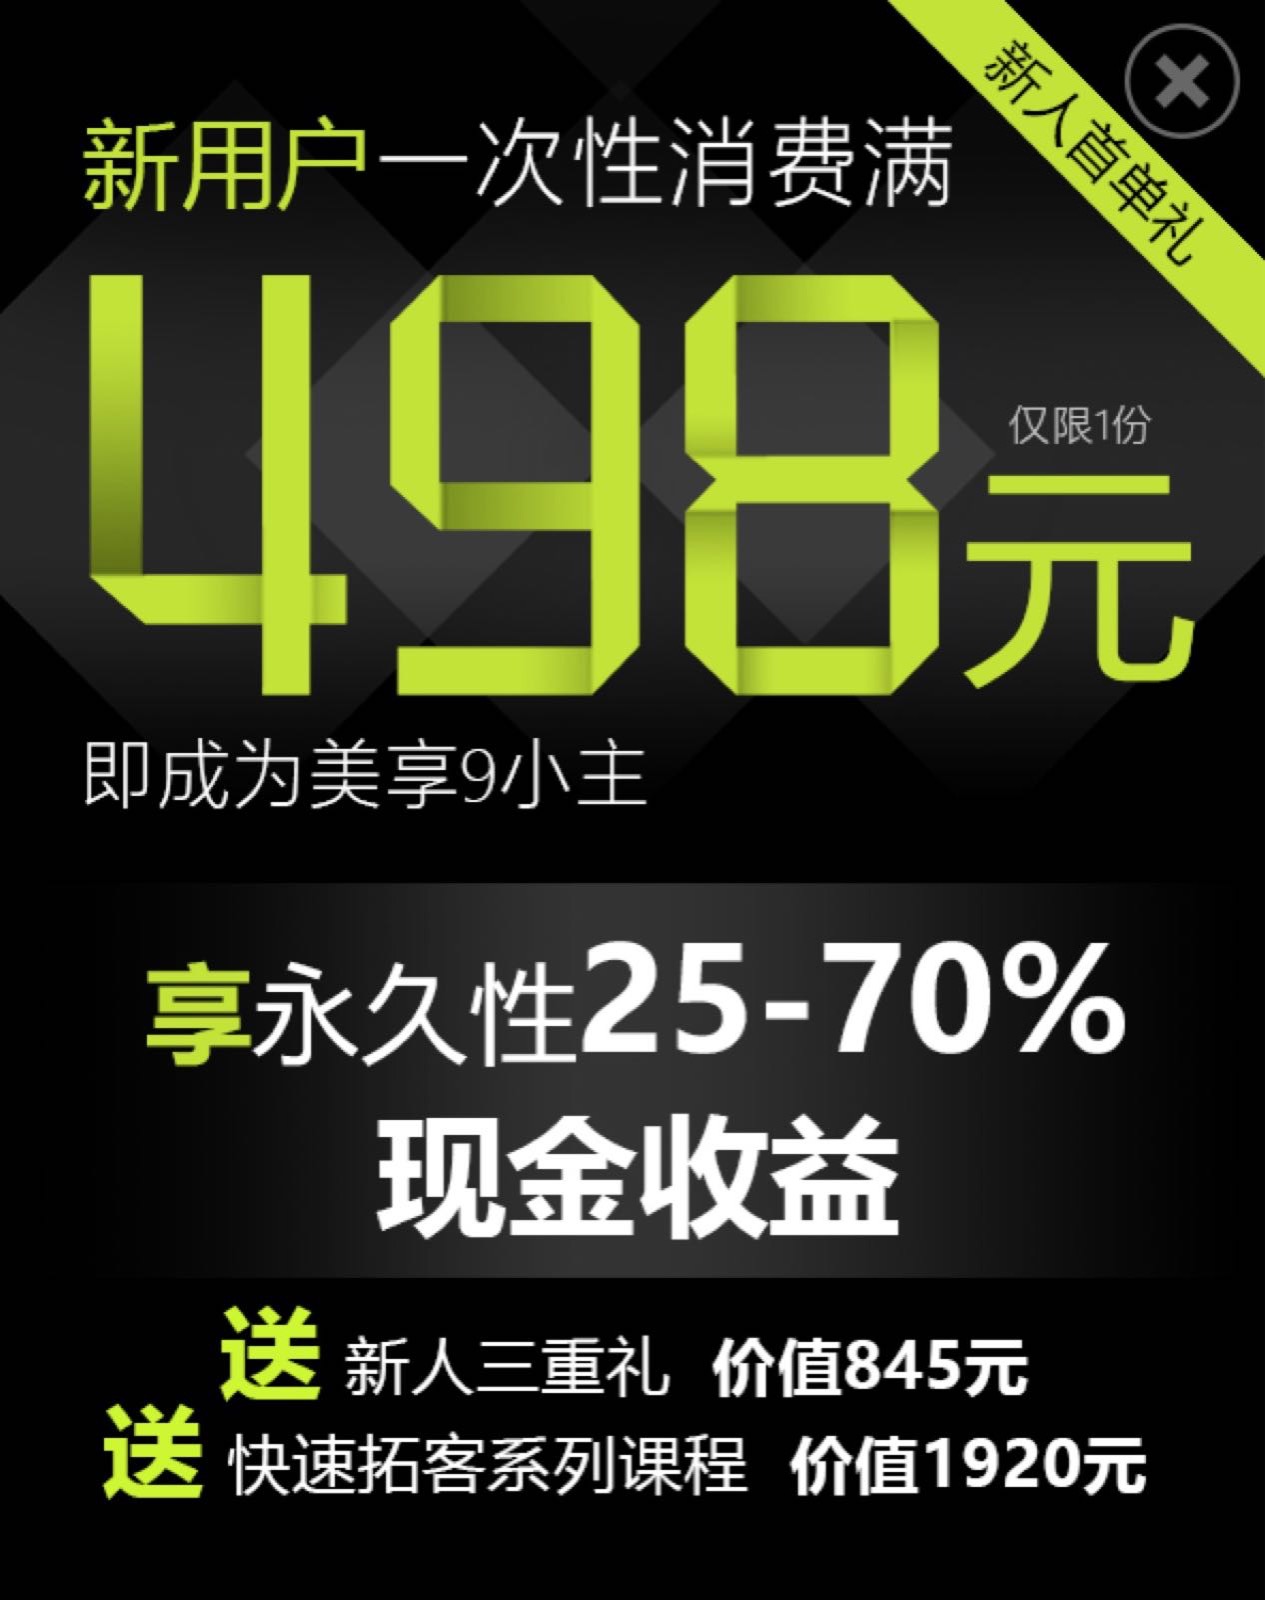 新人首单礼
新用户一次性消费满
498元
仅限1份
即成为美享9小主
享永久性25-70%
现金收益
送 新人三重礼 价值845元
送 快速拓客系列课程 价值1920元